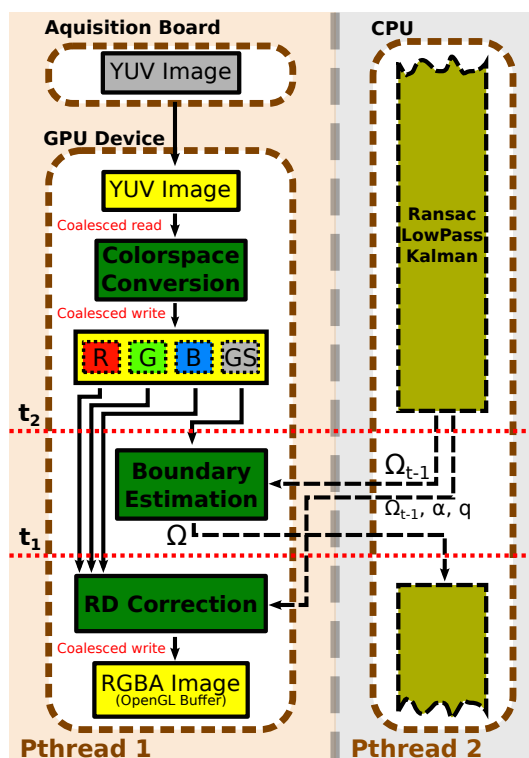 Aquisition Board
CPU
YUV Image
GPU Device
YUV Image
Coalesced read
Colorspace
Conversion
Coalesced write
R G B GS
Ransac
LowPass
Kalman
t2
Boundary
Estimation
Ωt-1
Ωt-1, α, q
Ω
t1
RD Correction
Coalesced write
RGBA Image
(OpenGL Buffer)
Pthread 1
Pthread 2